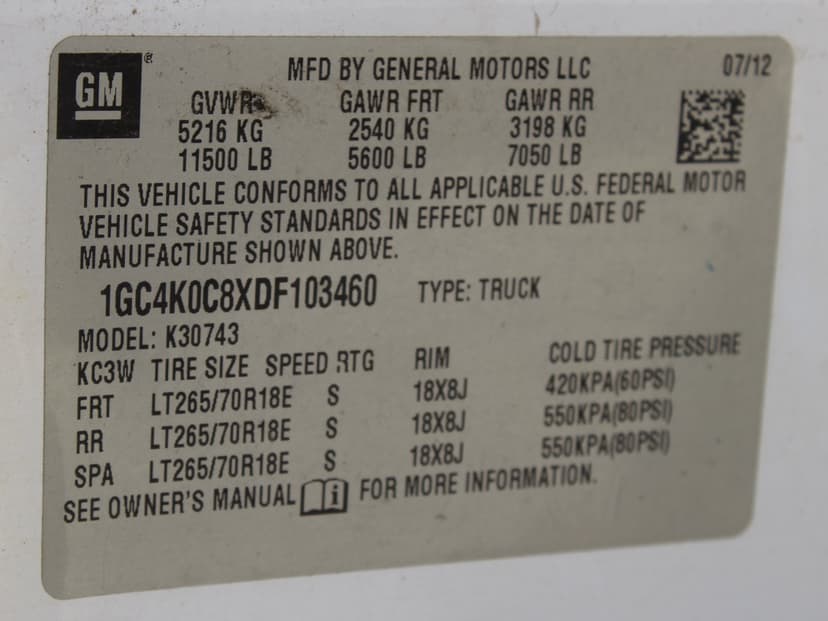 GM®
MFD BY GENERAL MOTORS LLC 07/12
GVWR GAWR FRT GAWR RR
5216 KG 2540 KG 3198 KG
11500 LB 5600 LB 7050 LB
THIS VEHICLE CONFORMS TO ALL APPLICABLE U.S. FEDERAL MOTOR
VEHICLE SAFETY STANDARDS IN EFFECT ON THE DATE OF
MANUFACTURE SHOWN ABOVE.
1GC4K0C8XDF103460 TYPE: TRUCK
MODEL: K30743
KC3W TIRE SIZE SPEED RTG RIM COLD TIRE PRESSURE
FRT LT265/70R18E S 18X8J 420KPA(60PSI)
RR LT265/70R18E S 18X8J 550KPA(80PSI)
SPA LT265/70R18E S 18X8J 550KPA(80PSI)
SEE OWNER'S MANUAL i FOR MORE INFORMATION.